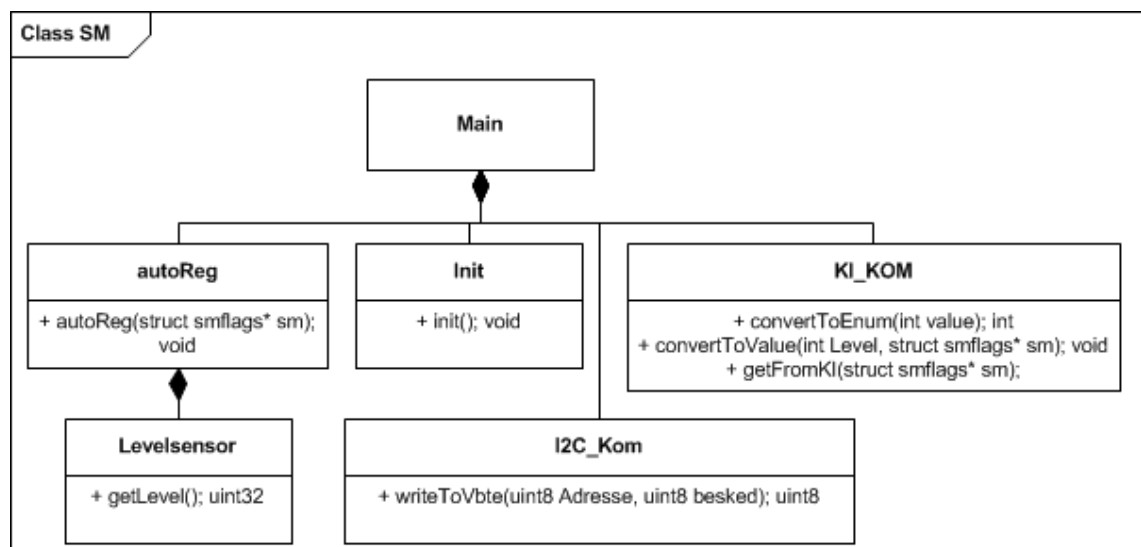 Class SM
Main
autoReg
+ autoReg(struct smflags* sm);
void
Init
+ init(); void
KI_KOM
+ convertToEnum(int value); int
+ convertToValue(int Level, struct smflags* sm); void
+ getFromKI(struct smflags* sm);
Levelsensor
+ getLevel(); uint32
I2C_Kom
+ writeToVbte(uint8 Adresse, uint8 besked); uint8